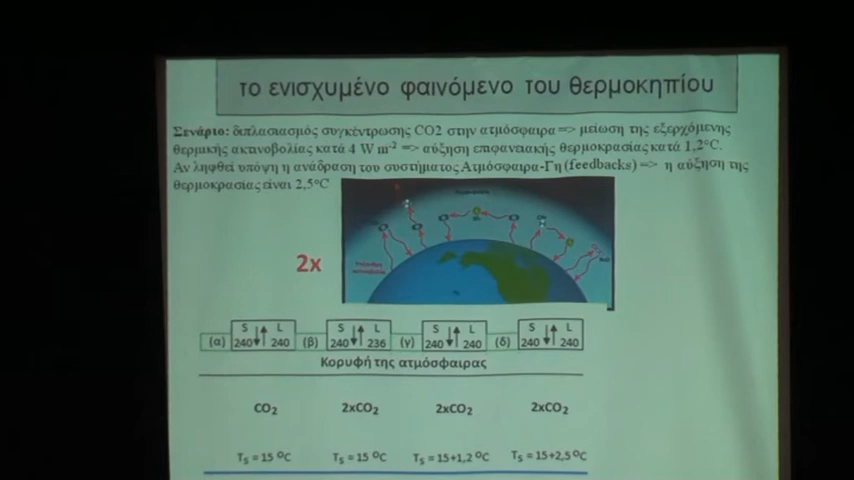 το ενισχυμένο φαινόμενο του θερμοκηπίου
Σενάριο: διπλασιασμός συγκέντρωσης CO2 στην ατμόσφαιρα=> μείωση της εξερχόμενης
θερμικής ακτινοβολίας κατά 4 W m⁻² => αύξηση επιφανειακής θερμοκρασίας κατά 1,2°C.
Αν ληφθεί υπόψη η ανάδραση του συστήματος Ατμόσφαιρα-Γη (feedbacks) => η αύξηση της
θερμοκρασίας είναι 2,5°C
2x
S L S L S L S L
(α) 240 240 (β) 240 236 (γ) 240 240 (δ) 240 240
Κορυφή της ατμόσφαιρας
CO₂ 2xCO₂ 2xCO₂ 2xCO₂
Tₛ = 15 °C Tₛ = 15 °C Tₛ = 15+1,2 °C Tₛ = 15+2,5 °C